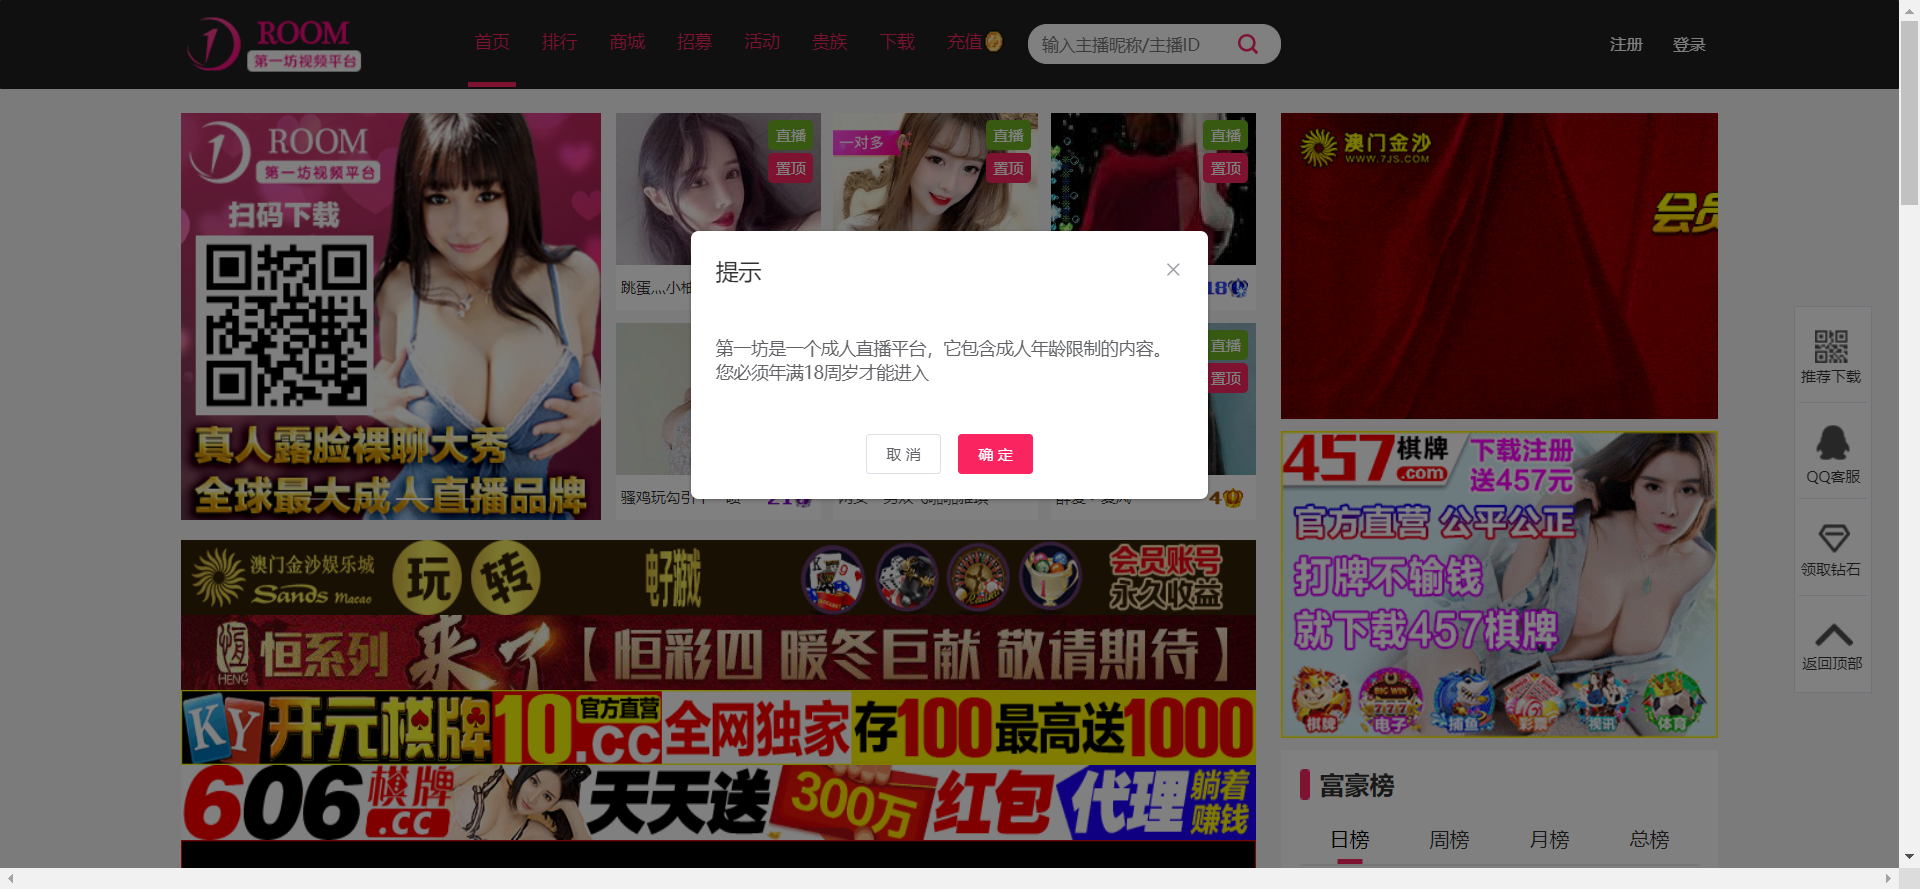 ROOM
第一坊视频平台
首页 排行 商城 招募 活动 贵族 下载 充值
输入主播昵称/主播ID
注册 登录
ROOM
第一坊视频平台
扫码下载
真人露脸裸聊大秀
全球最大成人直播品牌
直播
置顶
一对多
直播
置顶
直播
置顶
澳门金沙
WWW.7JS.COM
会员
提示
第一坊是一个成人直播平台，它包含成人年龄限制的内容。
您必须年满18周岁才能进入
取 消
确 定
直播
置顶
457棋牌
.com
下载注册
送457元
官方直营 公平公正
打牌不输钱
就下载457棋牌
棋牌 电子 捕鱼 彩票 视讯 体育
推荐下载
QQ客服
领取钻石
返回顶部
澳门金沙娱乐城
Sands Macao
玩转
电子游戏
会员账号
永久收益
恒系列 来了【恒彩四 暖冬巨献 敬请期待】
HENG
KY开元棋牌10.cc
官方直营
全网独家
存100最高送1000
606棋牌
.cc
天天送300万红包
代理
躺着
赚钱
富豪榜
日榜 周榜 月榜 总榜